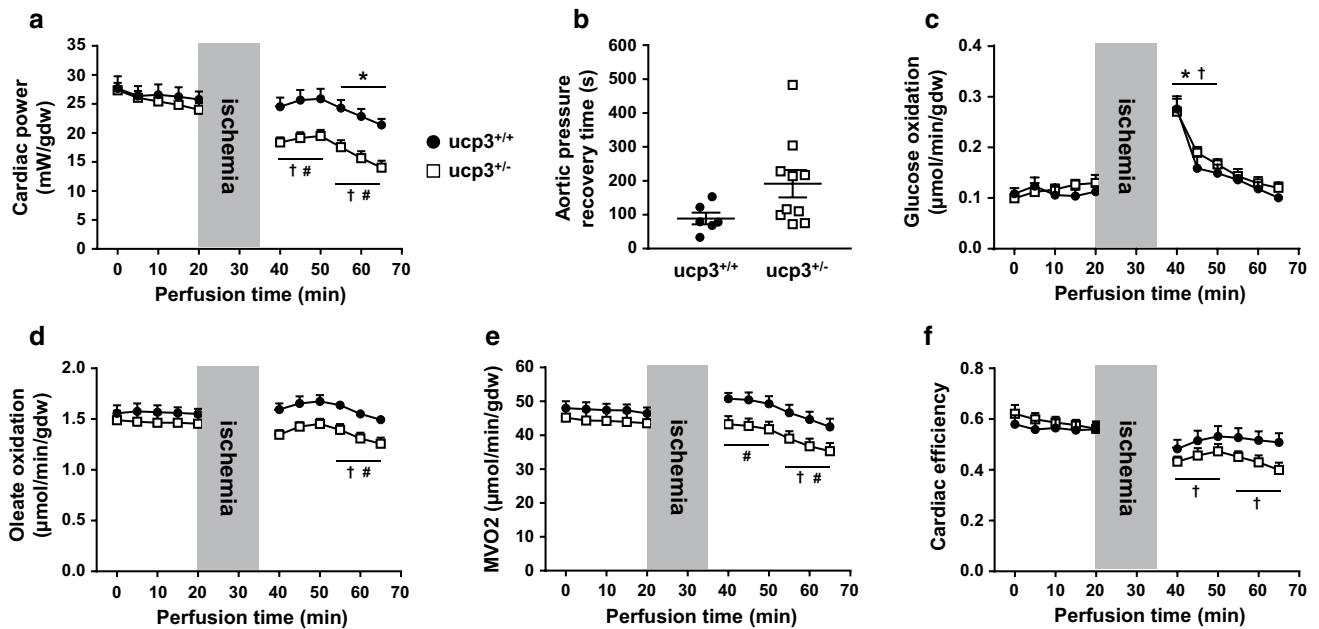 a
Cardiac power
(mW/gdw)
35
30
25
20
15
10
5
0
ischemia
*
† #
† #
0 10 20 30 40 50 60 70
Perfusion time (min)
ucp3+/+
ucp3+/-
b
Aortic pressure
recovery time (s)
600
500
400
300
200
100
0
ucp3+/+ ucp3+/-
c
Glucose oxidation
(µmol/min/gdw)
0.4
0.3
0.2
0.1
0.0
ischemia
* †
0 10 20 30 40 50 60 70
Perfusion time (min)
d
Oleate oxidation
(µmol/min/gdw)
2.0
1.5
1.0
0.5
0.0
ischemia
† #
0 10 20 30 40 50 60 70
Perfusion time (min)
e
MVO2 (µmol/min/gdw)
60
50
40
30
20
10
0
ischemia
#
† #
0 10 20 30 40 50 60 70
Perfusion time (min)
f
Cardiac efficiency
0.8
0.6
0.4
0.2
0.0
ischemia
†
†
0 10 20 30 40 50 60 70
Perfusion time (min)